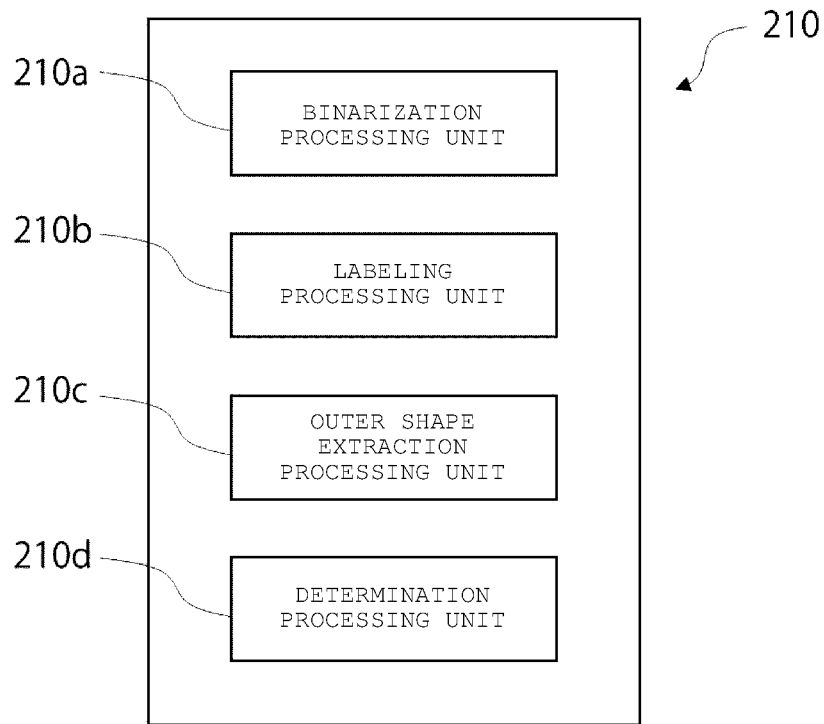 210
210a
BINARIZATION
PROCESSING UNIT
210b
LABELING
PROCESSING UNIT
210c
OUTER SHAPE
EXTRACTION
PROCESSING UNIT
210d
DETERMINATION
PROCESSING UNIT